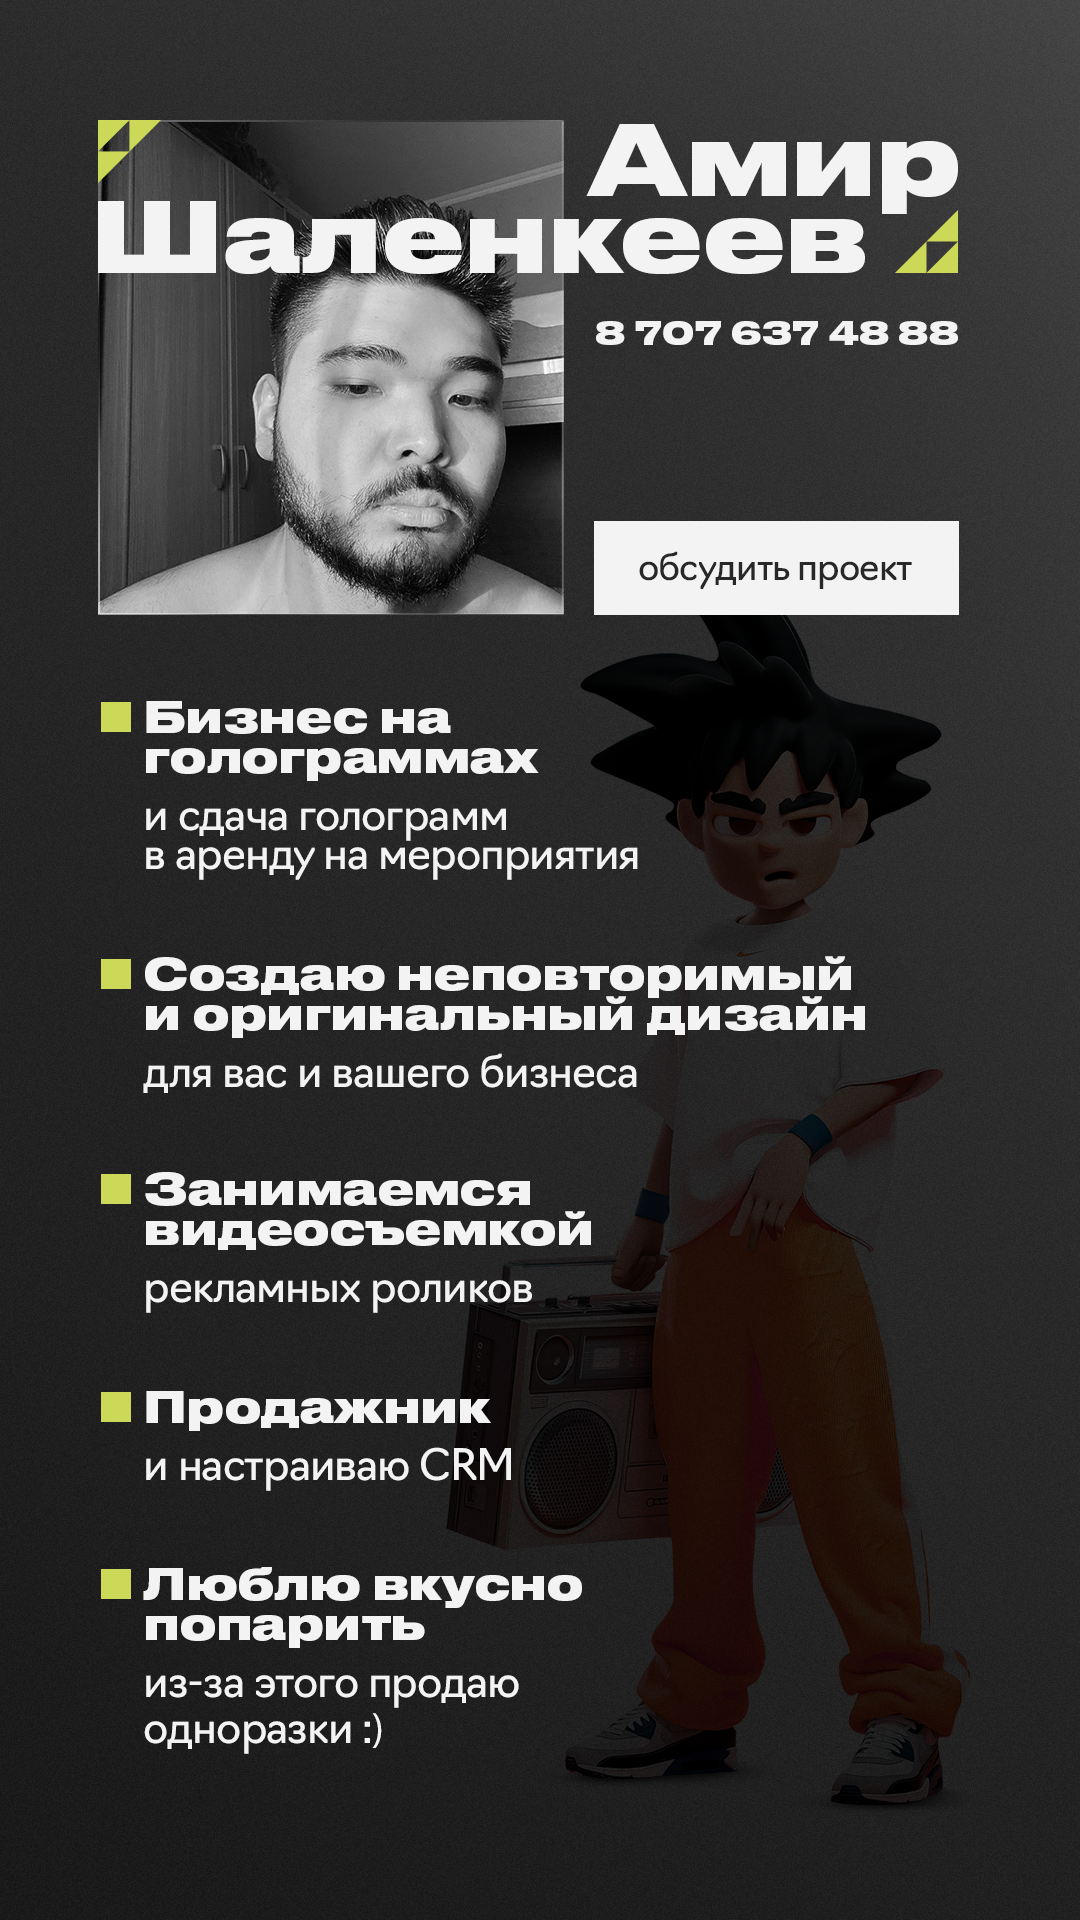 Амир
Шаленкеев
8 707 637 48 88
обсудить проект
Бизнес на
голограммах
и сдача голограмм
в аренду на мероприятия
Создаю неповторимый
и оригинальный дизайн
для вас и вашего бизнеса
Занимаемся
видеосъемкой
рекламных роликов
Продажник
и настраиваю CRM
Люблю вкусно
попарить
из-за этого продаю
одноразки :)